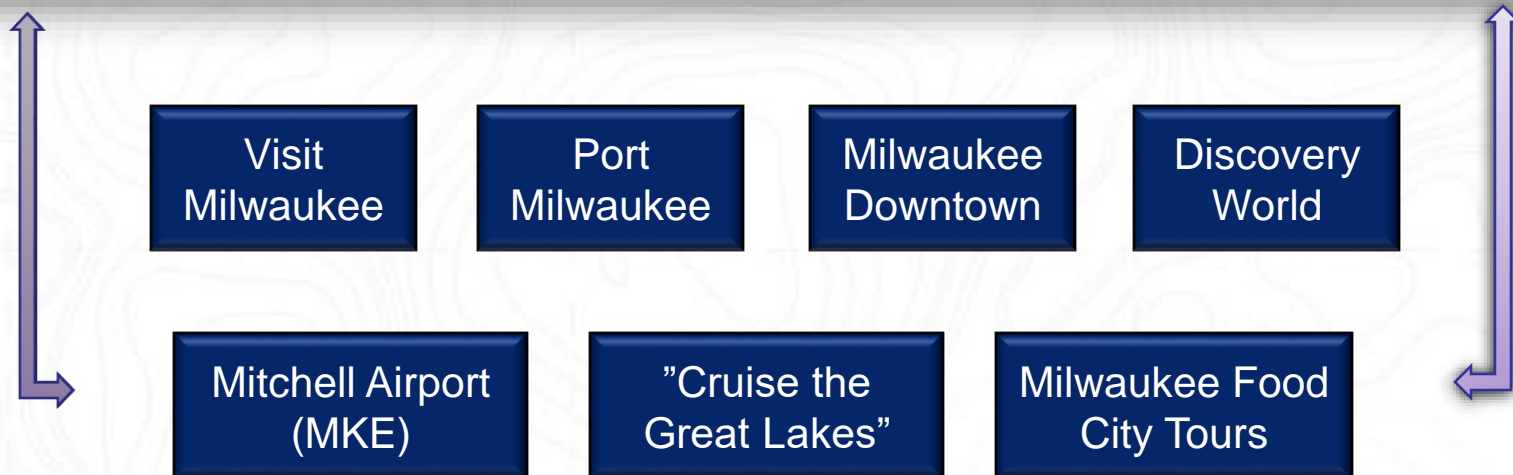 Visit
Milwaukee
Port
Milwaukee
Milwaukee
Downtown
Discovery
World
Mitchell Airport
(MKE)
”Cruise the
Great Lakes”
Milwaukee Food
City Tours